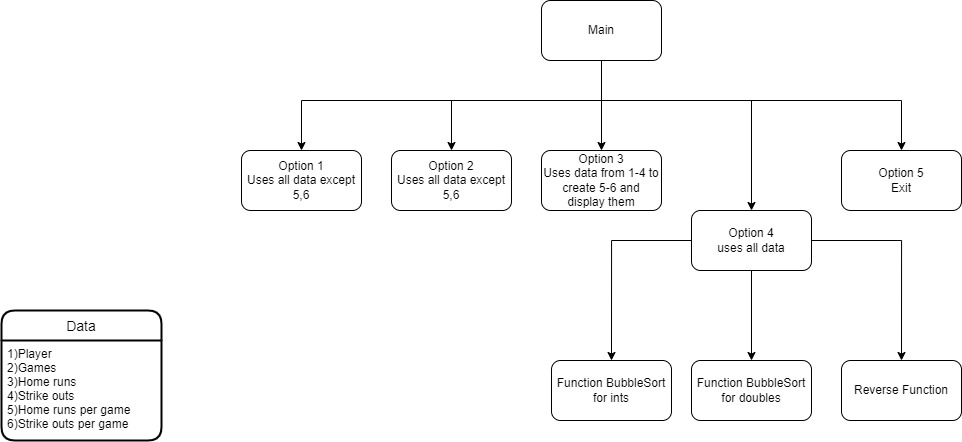 Main
Option 1
Uses all data except
5,6
Option 2
Uses all data except
5,6
Option 3
Uses data from 1-4 to
create 5-6 and
display them
Option 5
Exit
Option 4
uses all data
Data
1)Player
2)Games
3)Home runs
4)Strike outs
5)Home runs per game
6)Strike outs per game
Function BubbleSort
for ints
Function BubbleSort
for doubles
Reverse Function